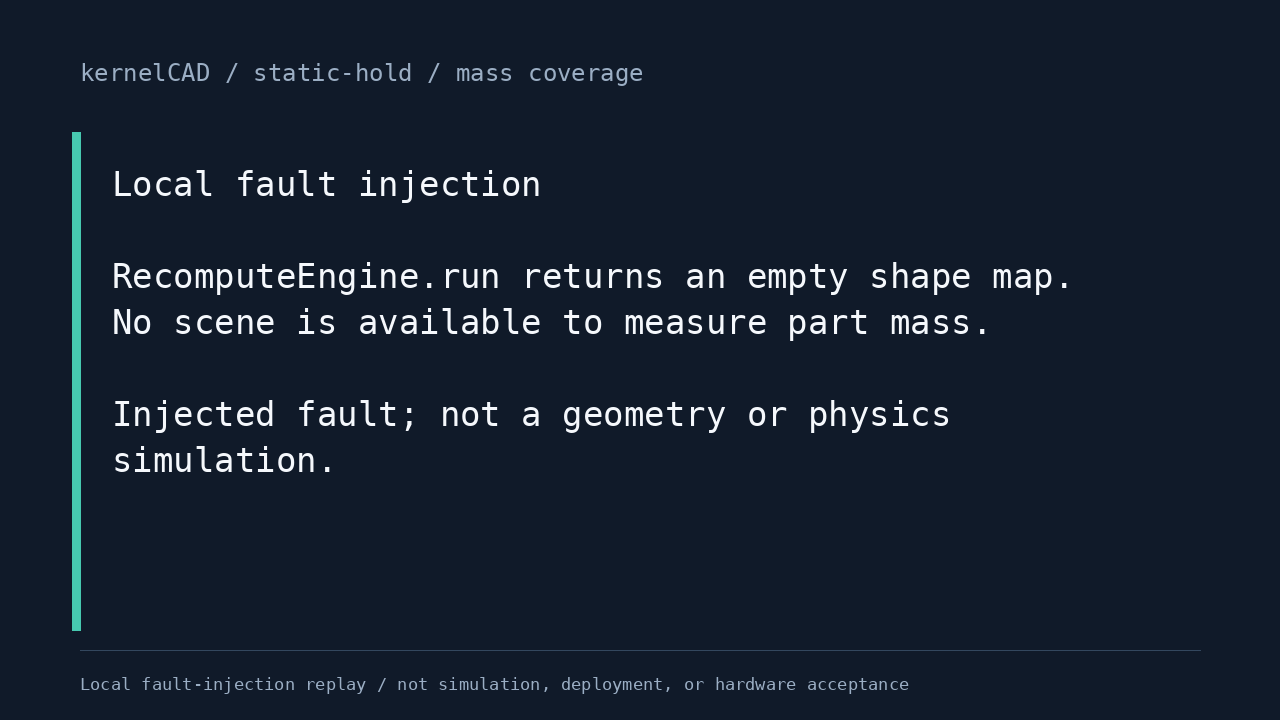 kernelCAD / static-hold / mass coverage
Local fault injection
RecomputeEngine.run returns an empty shape map.
No scene is available to measure part mass.
Injected fault; not a geometry or physics
simulation.
Local fault-injection replay / not simulation, deployment, or hardware acceptance